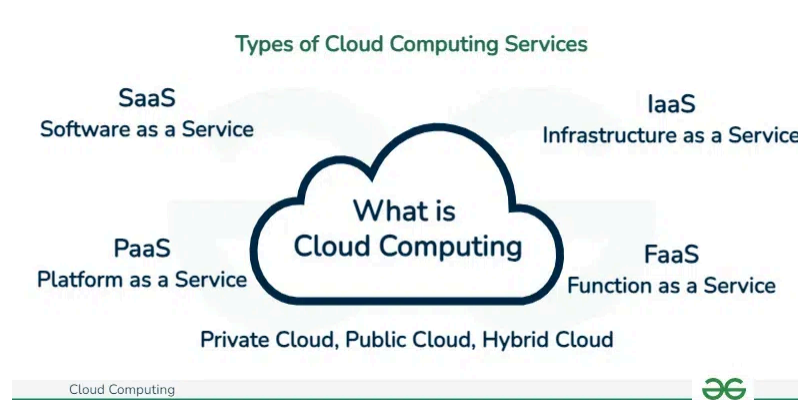 Types of Cloud Computing Services
SaaS
Software as a Service
IaaS
Infrastructure as a Service
What is
Cloud Computing
PaaS
Platform as a Service
FaaS
Function as a Service
Private Cloud, Public Cloud, Hybrid Cloud
Cloud Computing